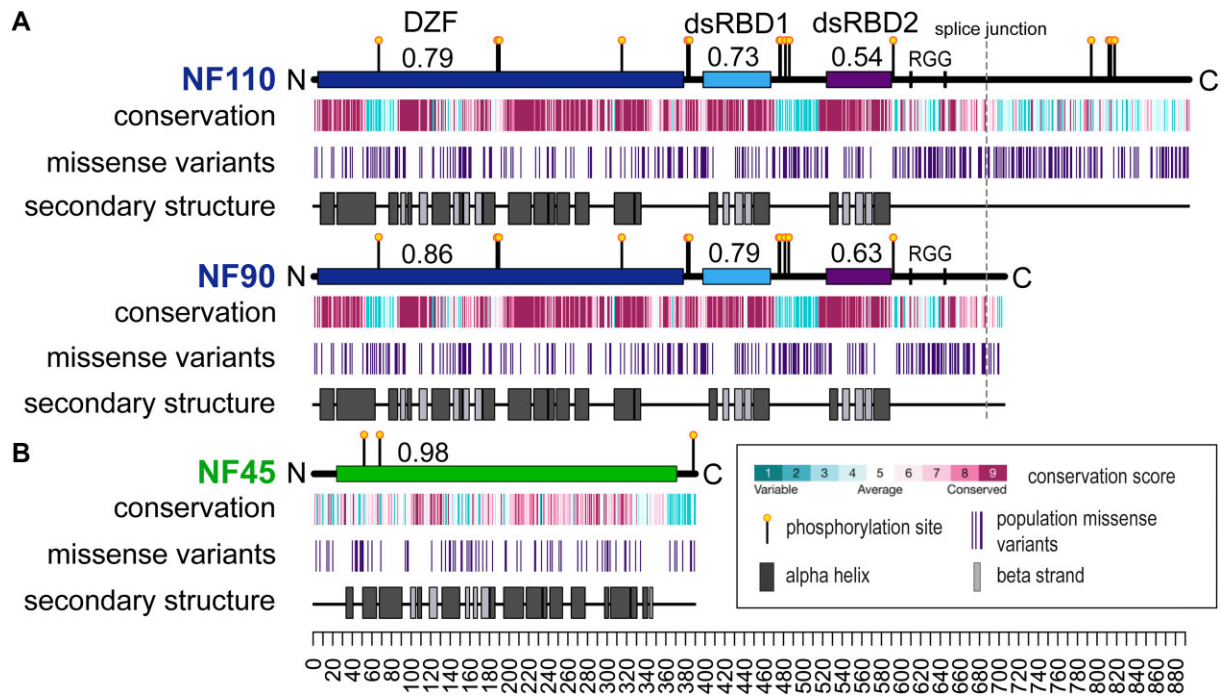 A
DZF dsRBD1 dsRBD2 splice junction
0.79 0.73 0.54 RGG
NF110 N C
conservation
missense variants
secondary structure
0.86 0.79 0.63 RGG
NF90 N C
conservation
missense variants
secondary structure
B
0.98
NF45 N C
conservation
missense variants
secondary structure
1 2 3 4 5 6 7 8 9 conservation score
Variable Average Conserved
phosphorylation site
population missense
variants
alpha helix
beta strand
0 20 40 60 80 100 120 140 160 180 200 220 240 260 280 300 320 340 360 380 400 420 440 460 480 500 520 540 560 580 600 620 640 660 680 700 720 740 760 780 800 820 840 860 880